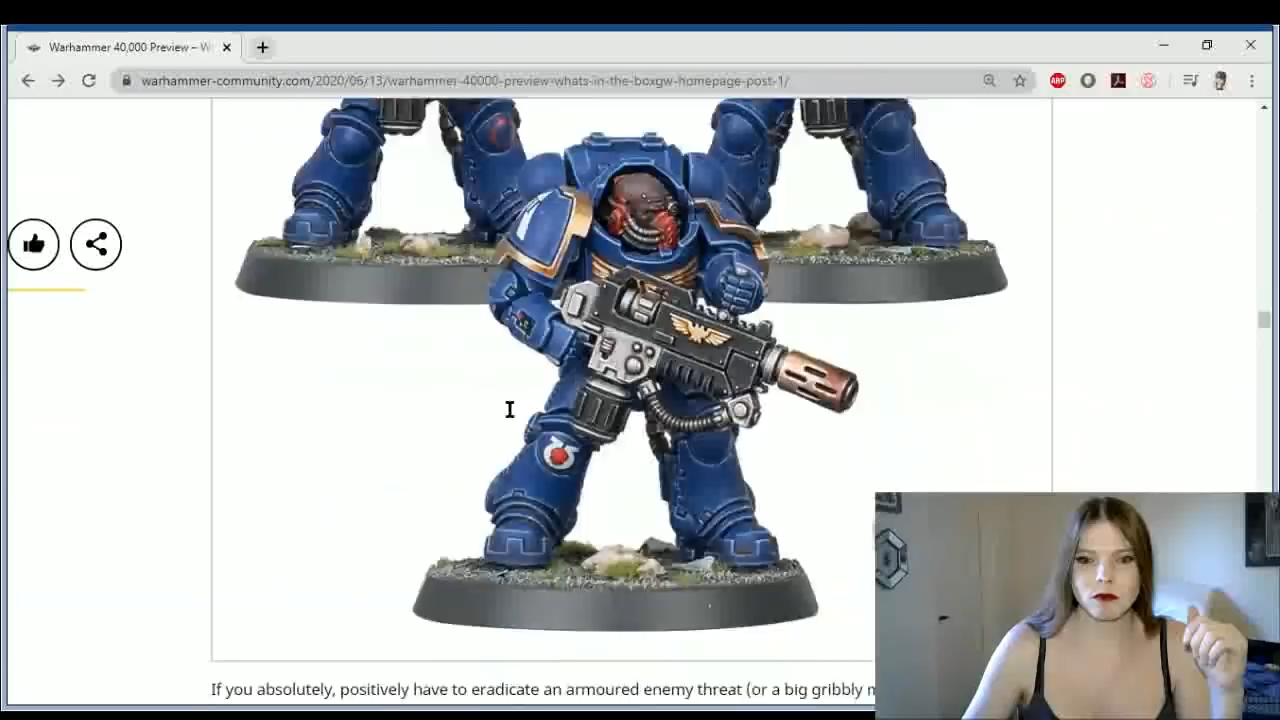 Warhammer 40,000 Preview – W
warhammer-community.com/2020/06/13/warhammer-40000-preview-whats-in-the-boxgw-homepage-post-1/
ABP
If you absolutely, positively have to eradicate an armoured enemy threat (or a big gribbly m